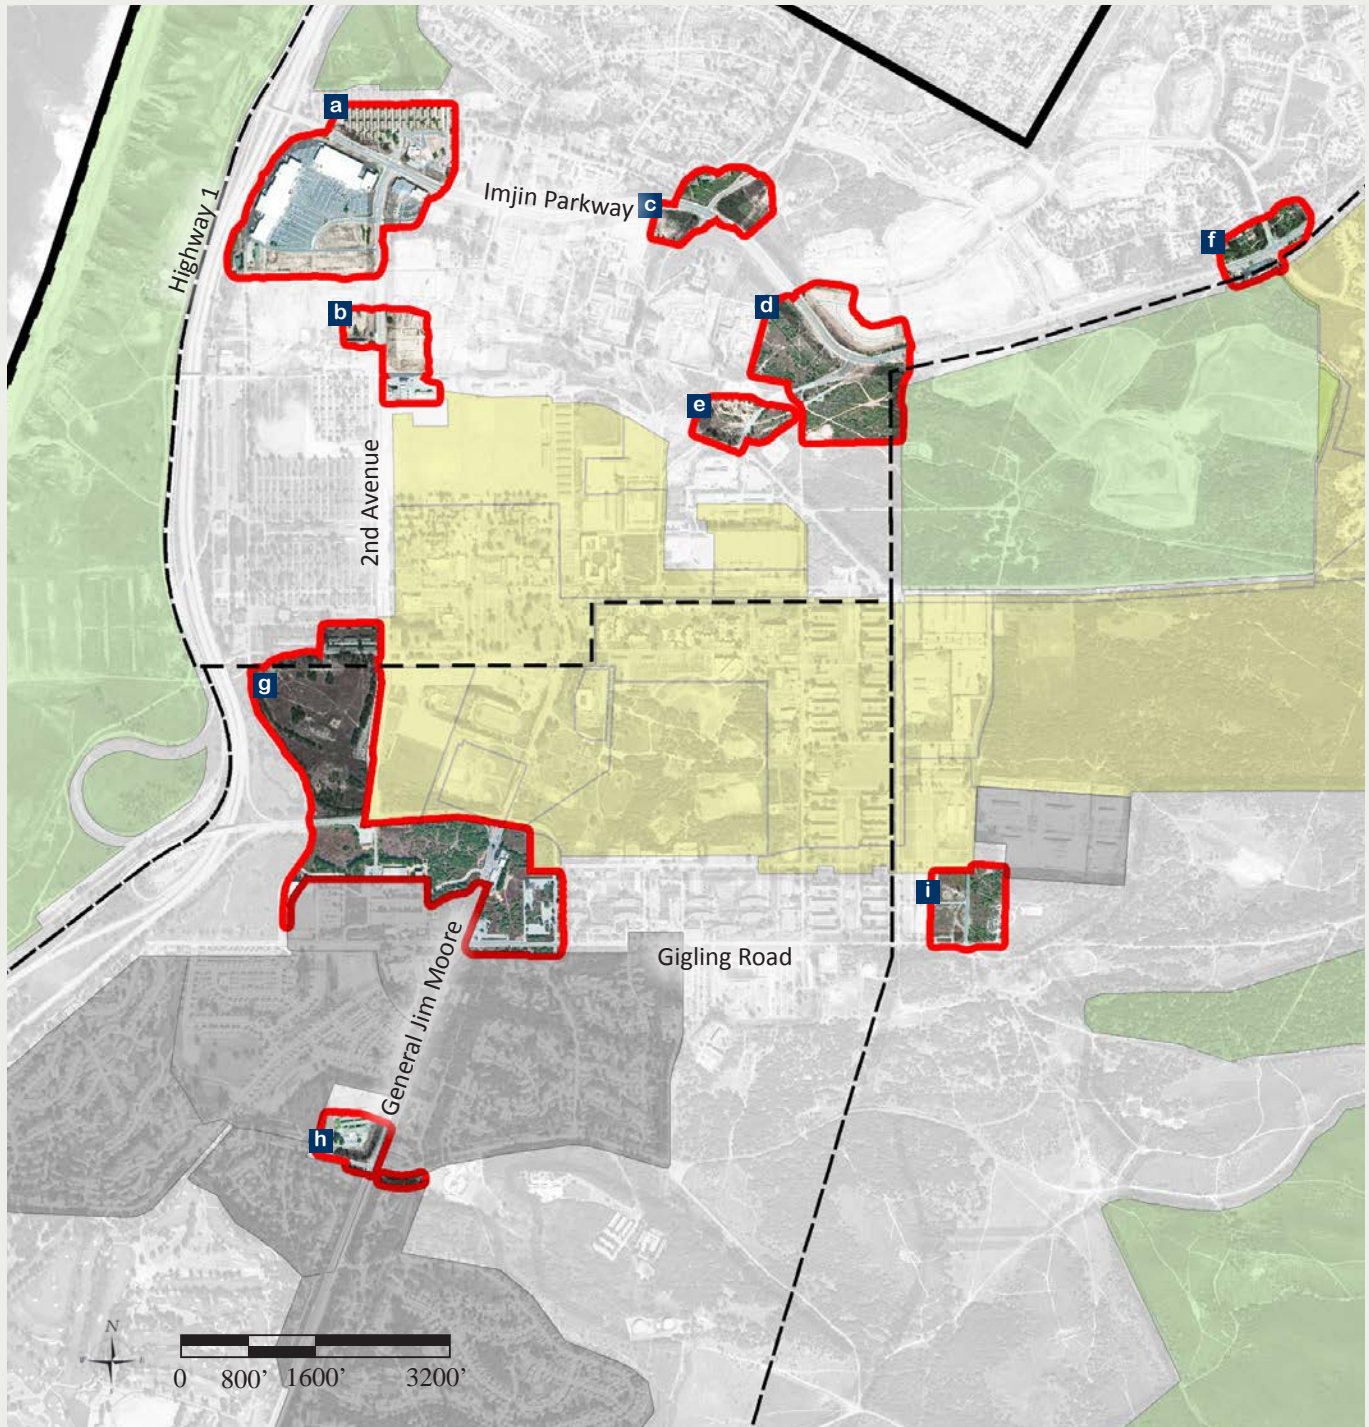 a
Imjin Parkway
c
Highway 1
f
b
d
e
2nd Avenue
g
i
General Jim Moore
Gigling Road
h
N
0 800' 1600' 3200'